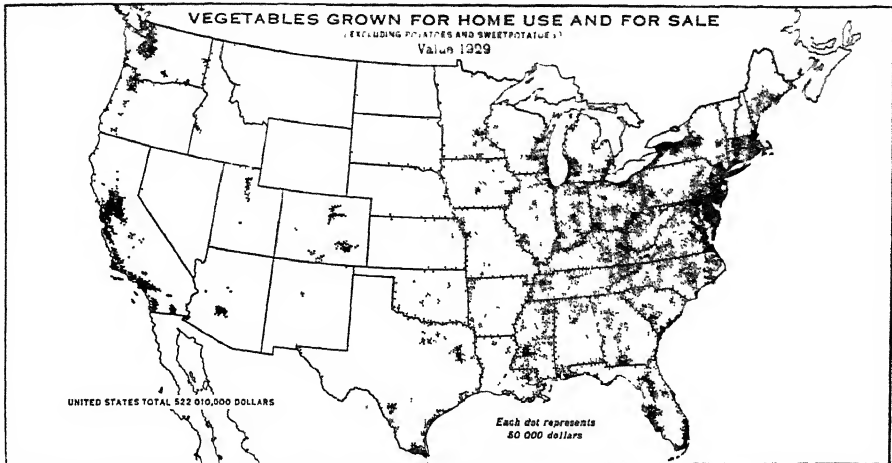 VEGETABLES GROWN FOR HOME USE AND FOR SALE
(EXCLUDING POTATOES AND SWEETPOTATOES)
Value 1929
UNITED STATES TOTAL 522 010,000 DOLLARS
Each dot represents
50 000 dollars